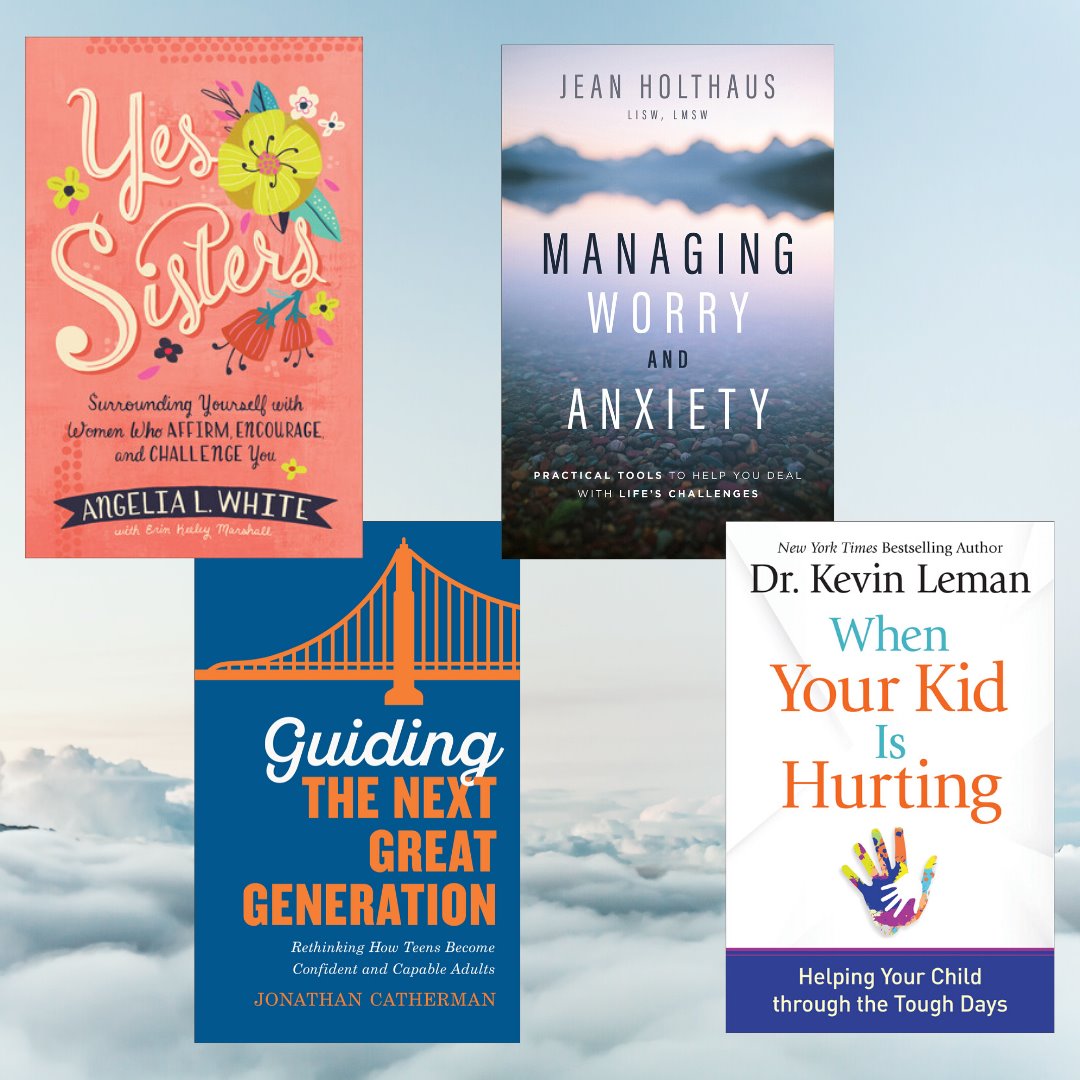 Yes
Sisters
Surrounding Yourself with
Women Who AFFIRM, ENCOURAGE,
and CHALLENGE You
ANGELIA L. WHITE
with Erin Keeley Marshall
JEAN HOLTHAUS
LISW, LMSW
MANAGING
WORRY
AND
ANXIETY
PRACTICAL TOOLS TO HELP YOU DEAL
WITH LIFE'S CHALLENGES
Guiding
THE NEXT
GREAT
GENERATION
Rethinking How Teens Become
Confident and Capable Adults
JONATHAN CATHERMAN
New York Times Bestselling Author
Dr. Kevin Leman
When
Your Kid
Is
Hurting
Helping Your Child
through the Tough Days